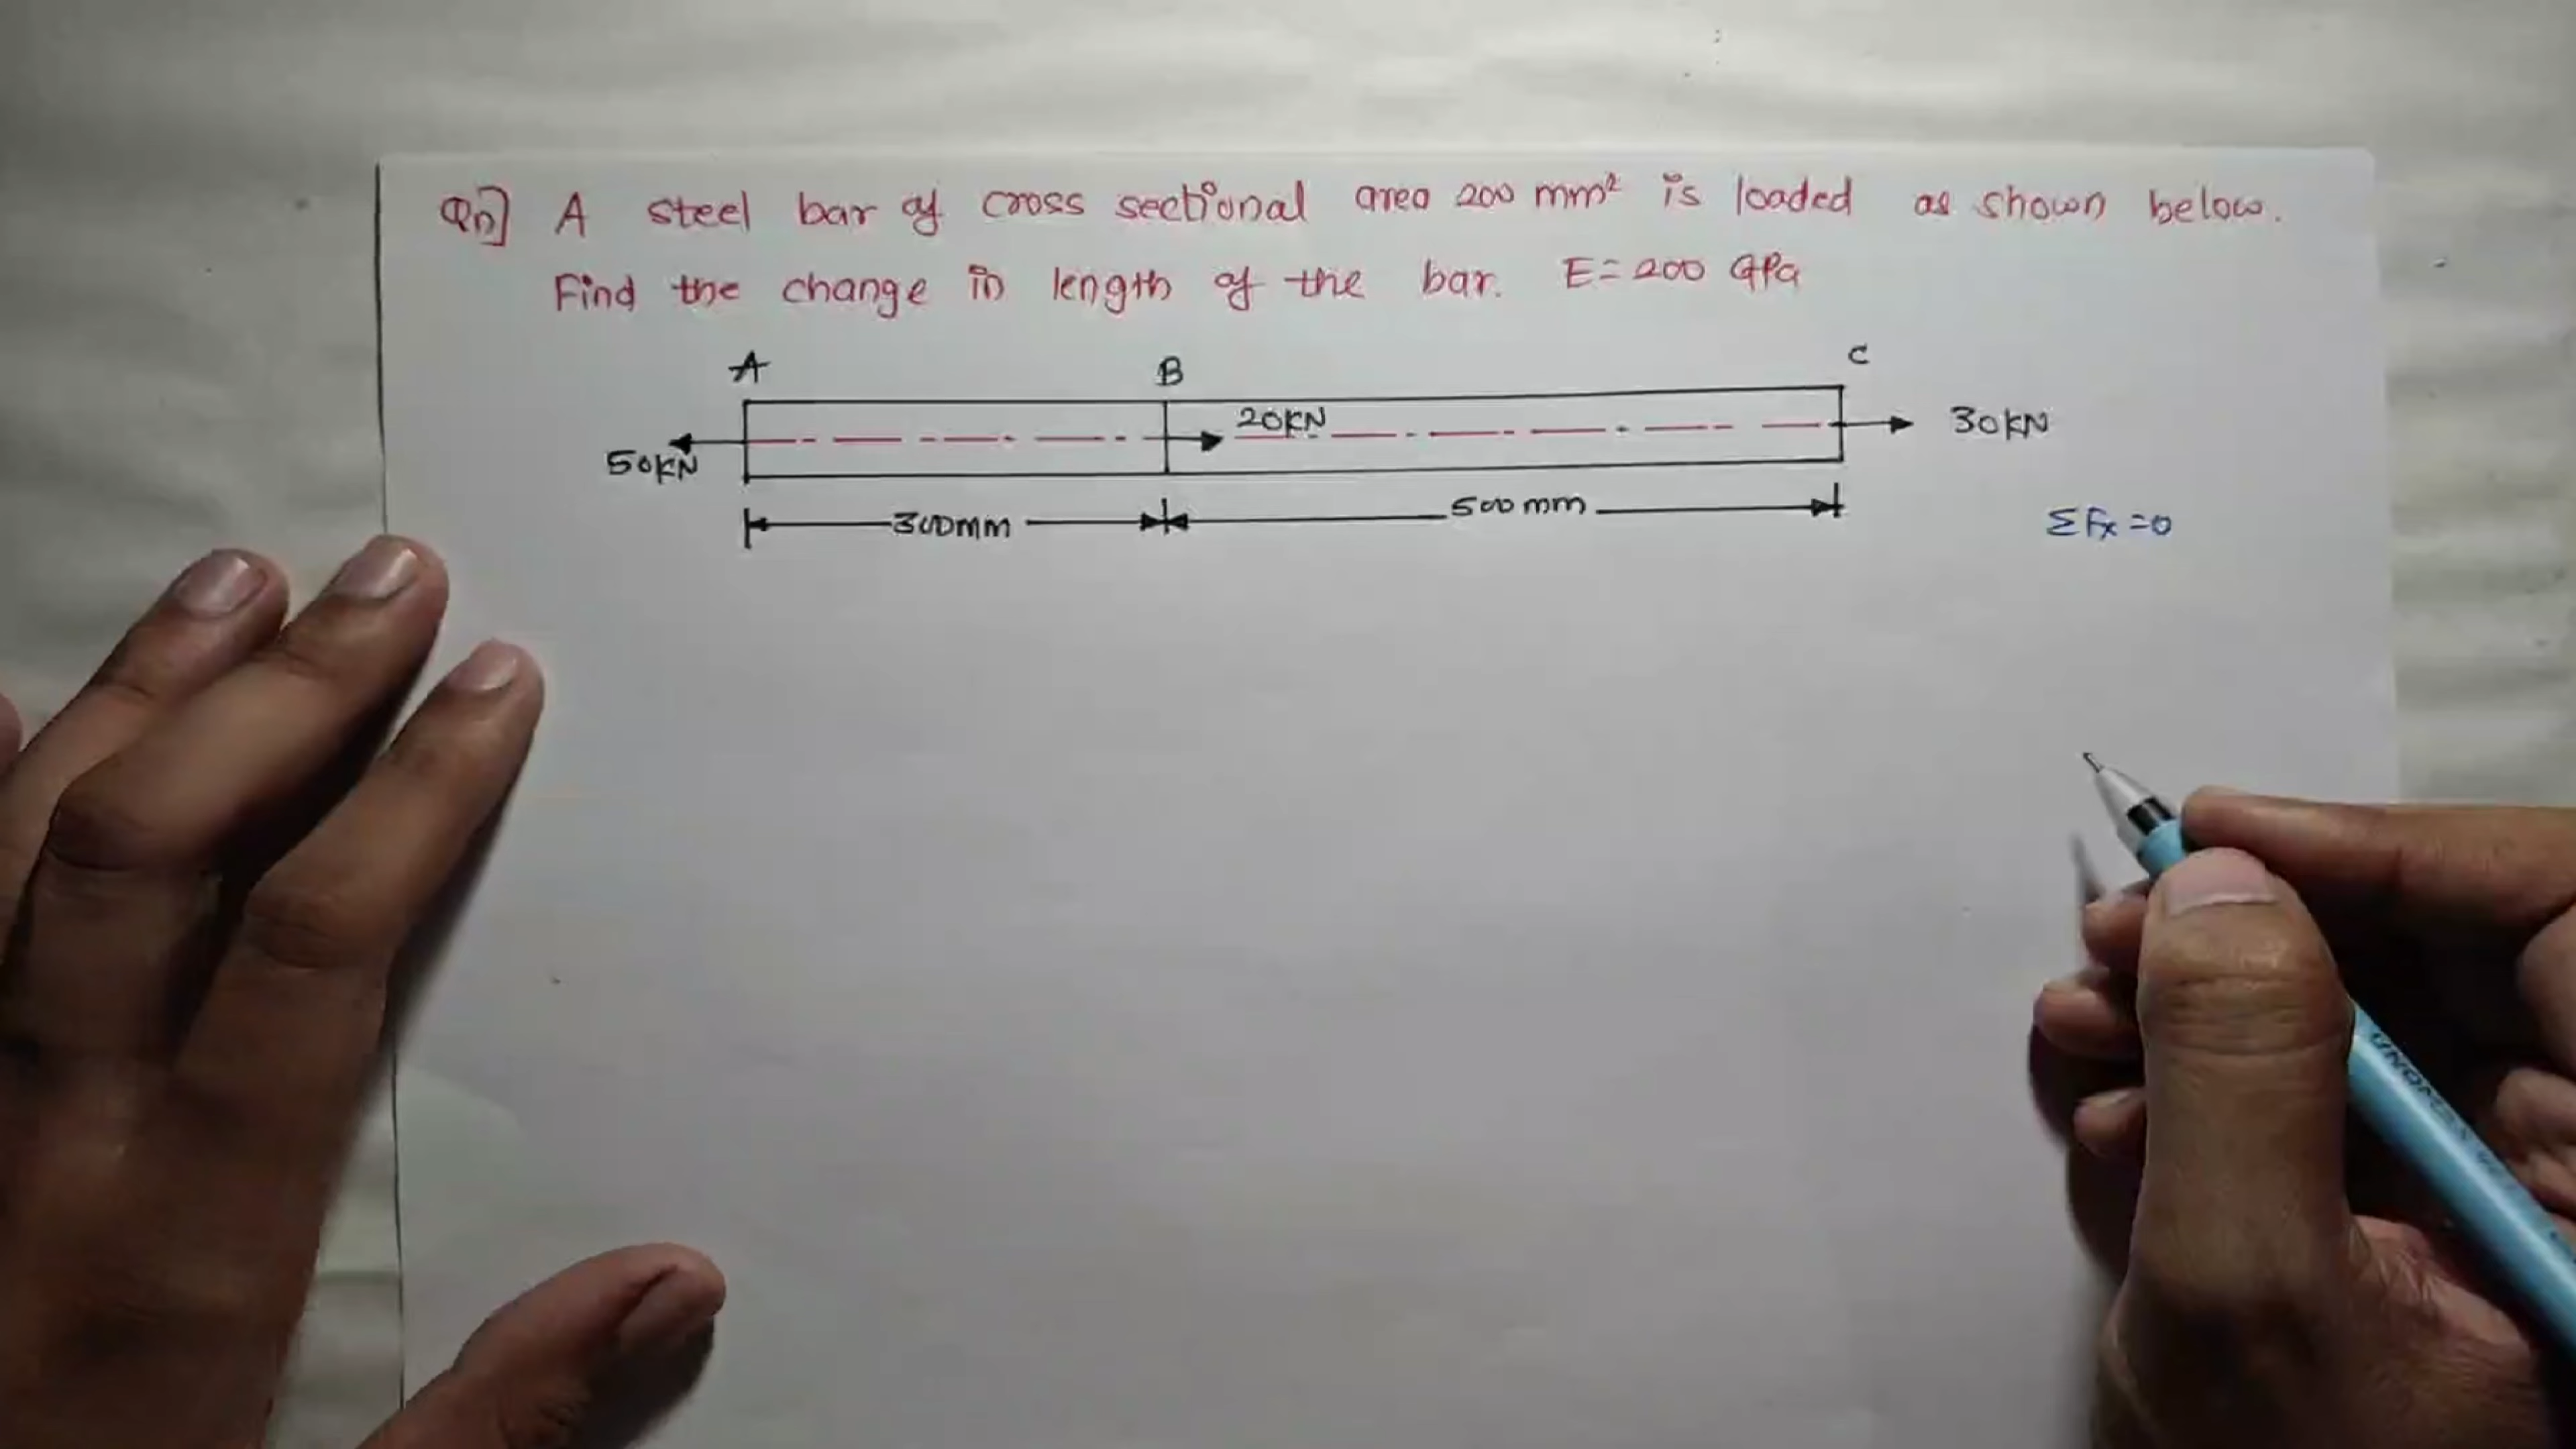 Qn] A steel bar of cross sectional area 200 mm² is loaded as shown below.
Find the change in length of the bar. E=200 GPa
A B C
50KN 20KN 30KN
300mm 500mm
ΣFx=0